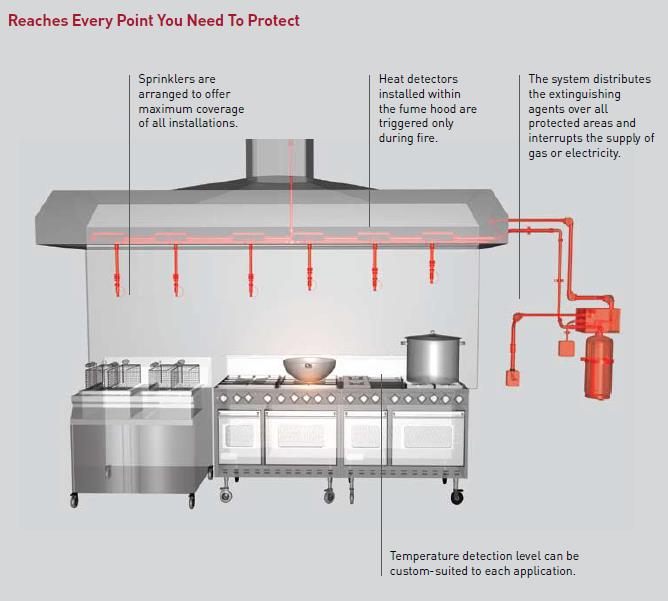 Reaches Every Point You Need To Protect
Sprinklers are
arranged to offer
maximum coverage
of all installations.
Heat detectors
installed within
the fume hood are
triggered only
during fire.
The system distributes
the extinguishing
agents over all
protected areas and
interrupts the supply of
gas or electricity.
Temperature detection level can be
custom-suited to each application.